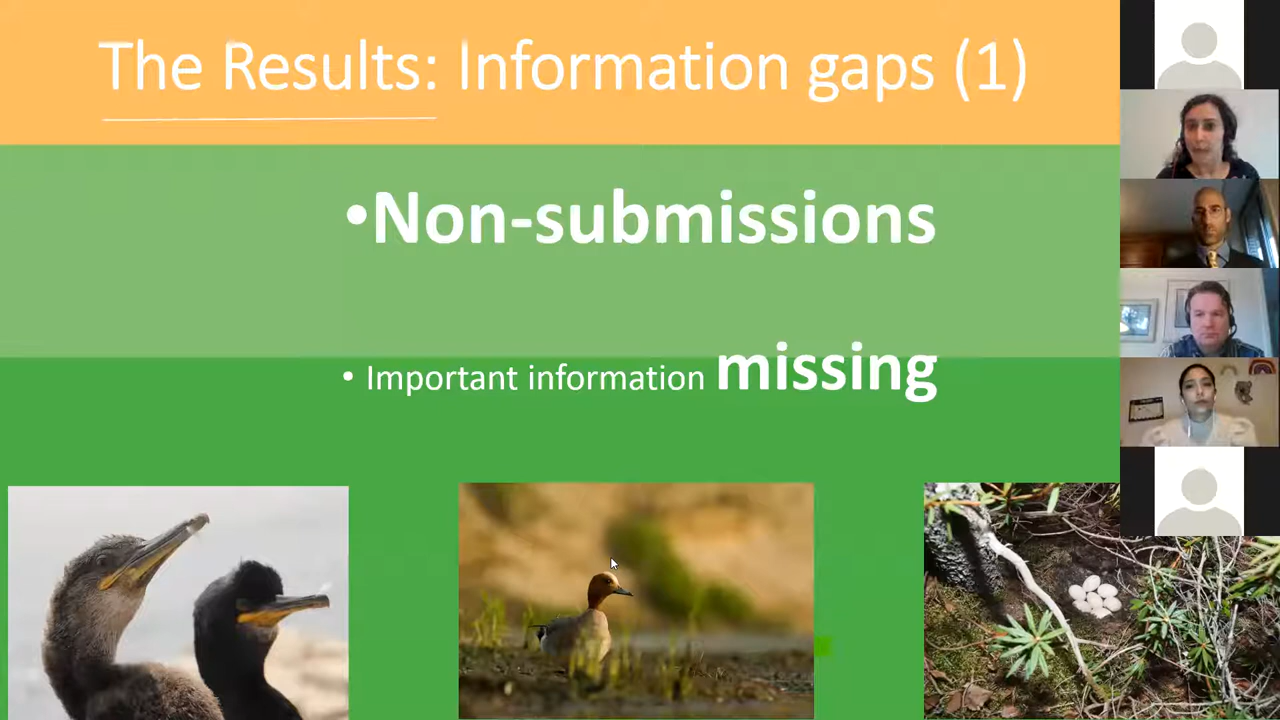 The Results: Information gaps (1)
•Non-submissions
• Important information missing